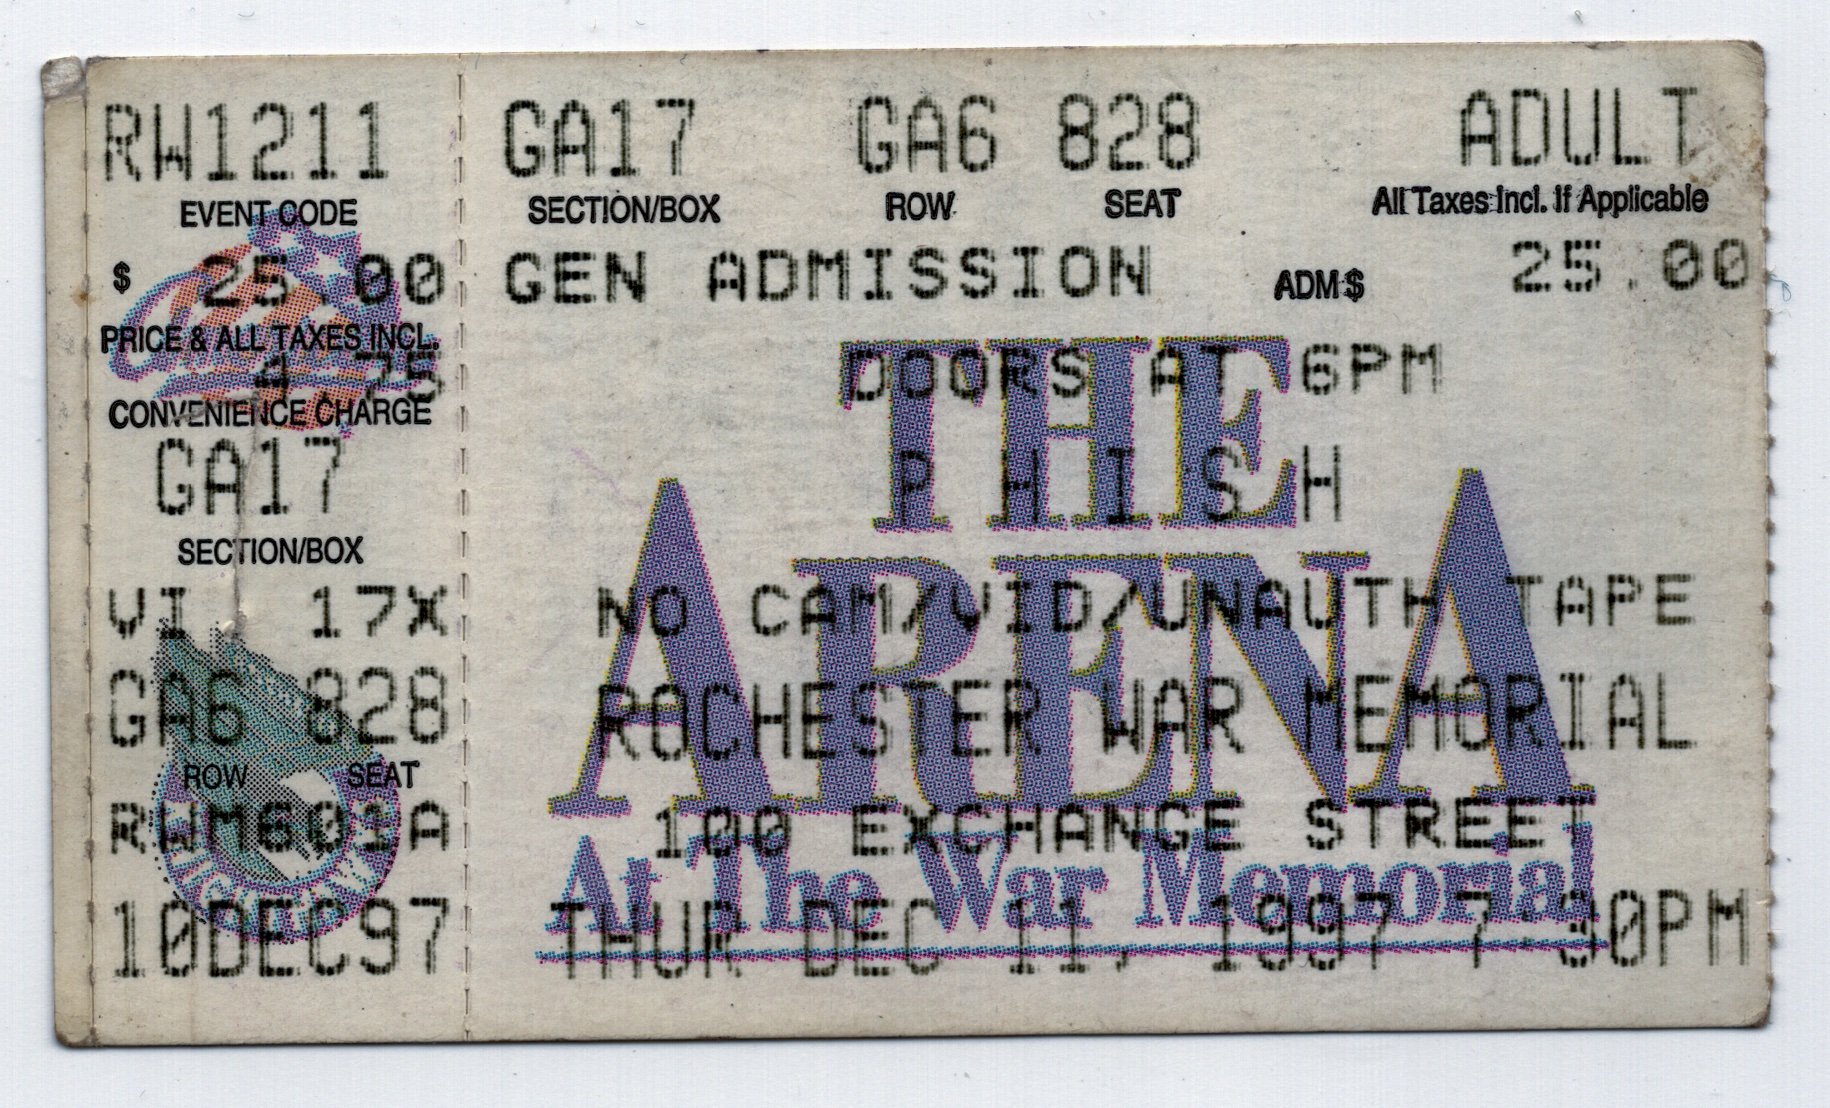 RW1211
EVENT CODE
$ 25.00
PRICE & ALL TAXES INCL.
4.75
CONVENIENCE CHARGE
GA17
SECTION/BOX
VI 17X
GA6 828
ROW SEAT
RWM601A
10DEC97
GA17 GA6 828 ADULT
SECTION/BOX ROW SEAT All Taxes Incl. If Applicable
GEN ADMISSION ADM$ 25.00
DOORS AT 6PM
THE
PHISH
ARENA
NO CAM/VID/UNAUTH TAPE
ROCHESTER WAR MEMORIAL
100 EXCHANGE STREET
At The War Memorial
THUR DEC 11, 1997 7:30PM